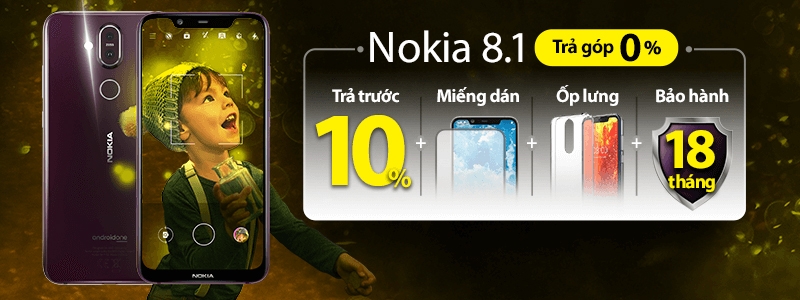 Nokia 8.1
Trả góp 0%
Trả trước
10%
+
Miếng dán
+
Ốp lưng
+
Bảo hành
18
tháng
NOKIA
androidone
NOKIA